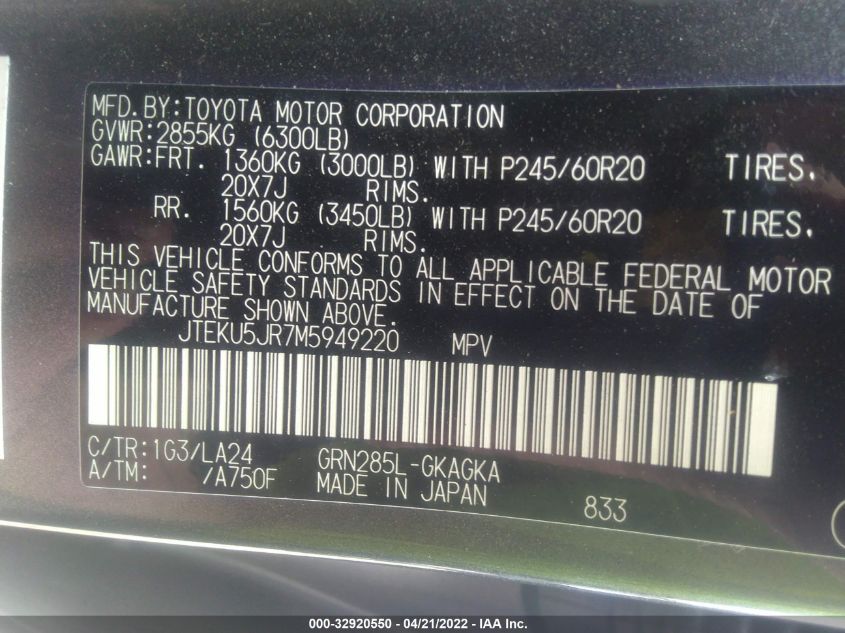 MFD.BY:TOYOTA MOTOR CORPORATION
GVWR:2855KG (6300LB)
GAWR:FRT. 1360KG (3000LB) WITH P245/60R20 TIRES.
20X7J RIMS.
RR. 1560KG (3450LB) WITH P245/60R20 TIRES.
20X7J RIMS.
THIS VEHICLE CONFORMS TO ALL APPLICABLE FEDERAL MOTOR
VEHICLE SAFETY STANDARDS IN EFFECT ON THE DATE OF
MANUFACTURE SHOWN ABOVE.
JTEKU5JR7M5949220 MPV
C/TR:1G3/LA24 GRN285L-GKAGKA
A/TM: /A750F MADE IN JAPAN 833
000-32920550 - 04/21/2022 - IAA Inc.